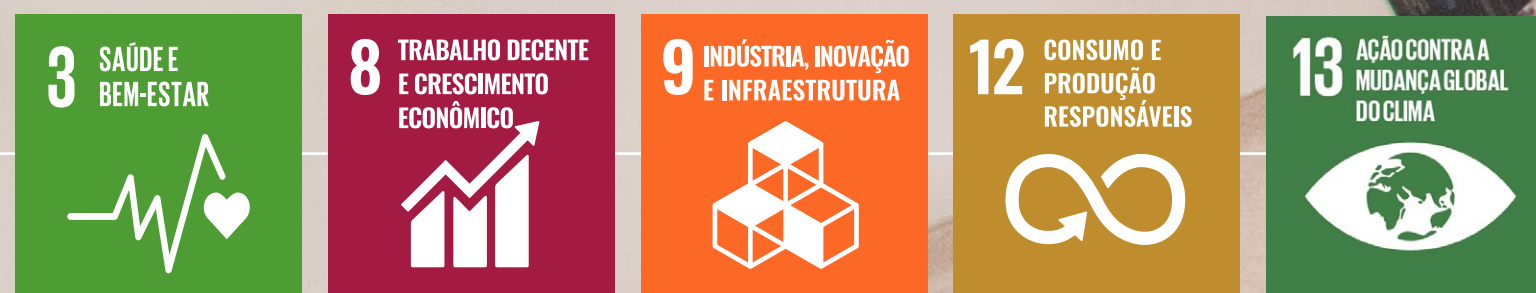 3
SAÚDE E
BEM-ESTAR
8
TRABALHO DECENTE
E CRESCIMENTO
ECONÔMICO
9
INDÚSTRIA, INOVAÇÃO
E INFRAESTRUTURA
12
CONSUMO E
PRODUÇÃO
RESPONSÁVEIS
13
AÇÃO CONTRA A
MUDANÇA GLOBAL
DO CLIMA